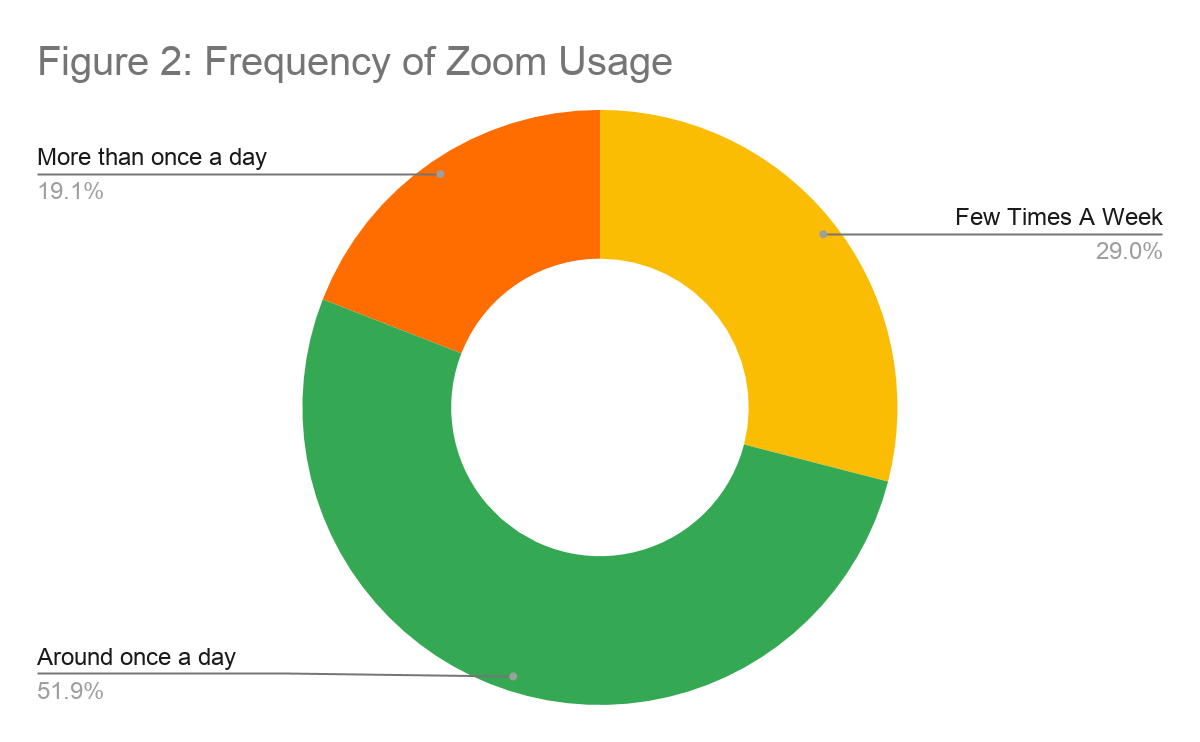 Figure 2: Frequency of Zoom Usage
More than once a day
19.1%
Few Times A Week
29.0%
Around once a day
51.9%